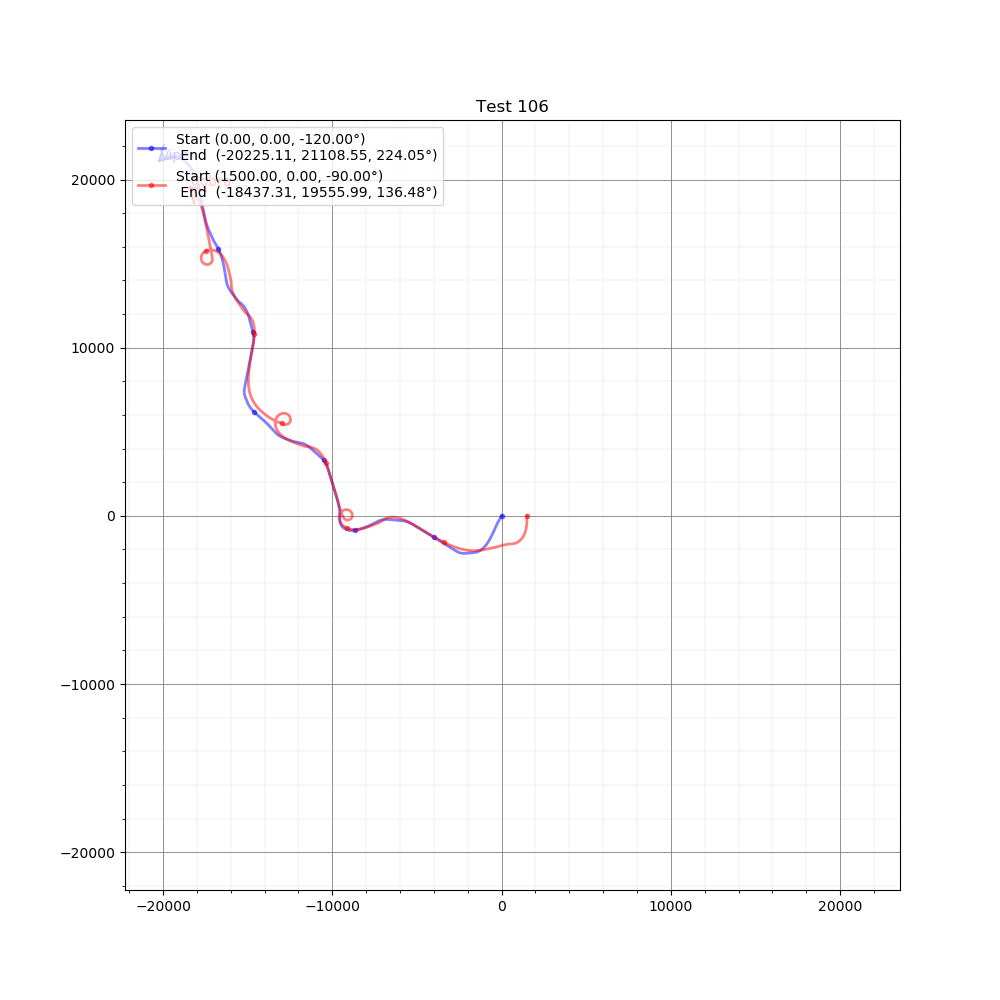 Test 106
Start (0.00, 0.00, -120.00°)
End (-20225.11, 21108.55, 224.05°)
Start (1500.00, 0.00, -90.00°)
End (-18437.31, 19555.99, 136.48°)
20000
10000
0
−10000
−20000
−20000 −10000 0 10000 20000